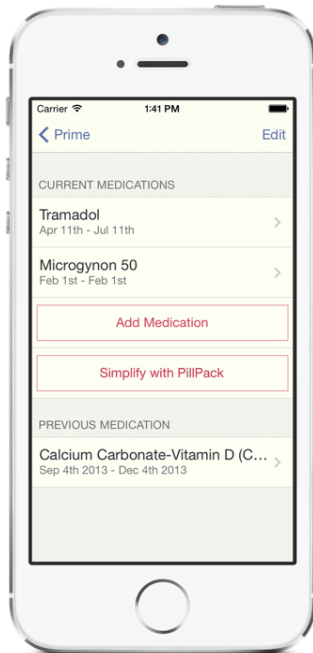 Carrier 1:41 PM
Prime Edit
CURRENT MEDICATIONS
Tramadol
Apr 11th - Jul 11th
Microgynon 50
Feb 1st - Feb 1st
Add Medication
Simplify with PillPack
PREVIOUS MEDICATION
Calcium Carbonate-Vitamin D (C...
Sep 4th 2013 - Dec 4th 2013